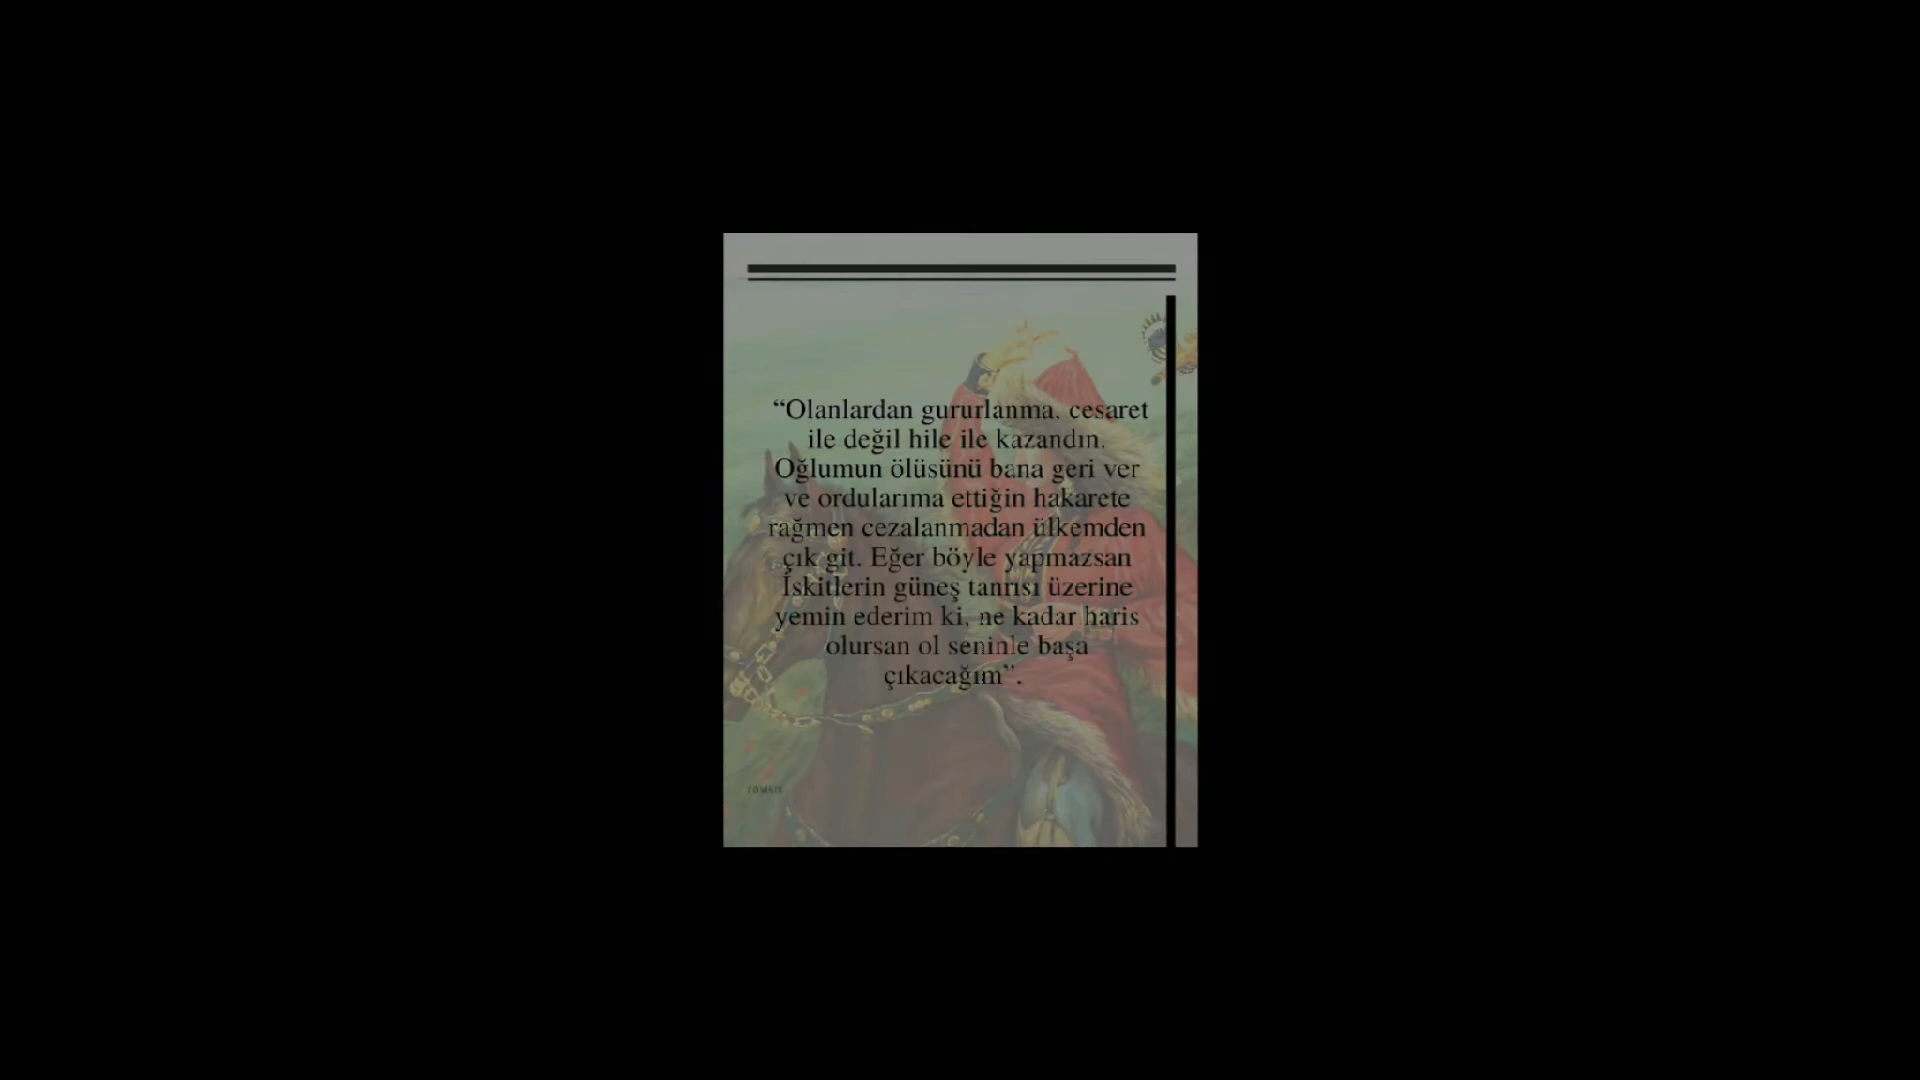 “Olanlardan gururlanma, cesaret
ile değil hile ile kazandın.
Oğlumun ölüsünü bana geri ver
ve ordularıma ettiğin hakarete
rağmen cezalanmadan ülkemden
çık git. Eğer böyle yapmazsan
İskitlerin güneş tanrısı üzerine
yemin ederim ki, ne kadar haris
olursan ol seninle başa
çıkacağım”.
TOMRIS